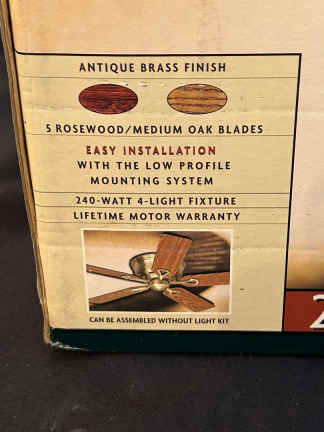 ANTIQUE BRASS FINISH
5 ROSEWOOD/MEDIUM OAK BLADES
EASY INSTALLATION
WITH THE LOW PROFILE
MOUNTING SYSTEM
240-WATT 4-LIGHT FIXTURE
LIFETIME MOTOR WARRANTY
CAN BE ASSEMBLED WITHOUT LIGHT KIT
2